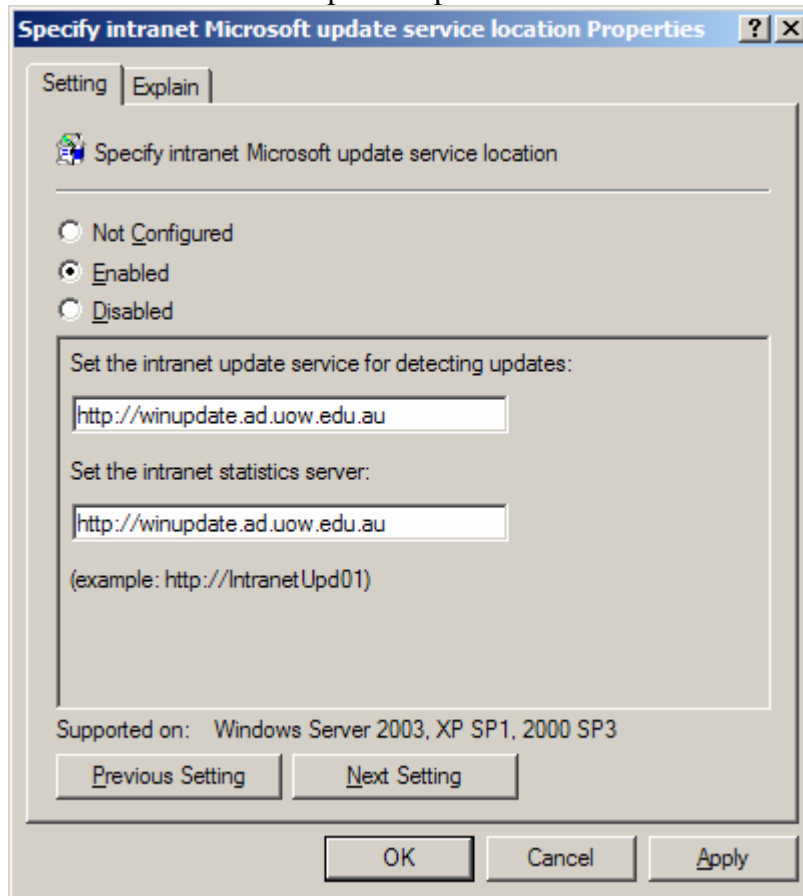 Specify intranet Microsoft update service location Properties ? X
Setting Explain
Specify intranet Microsoft update service location
Not Configured
Enabled
Disabled
Set the intranet update service for detecting updates:
http://winupdate.ad.uow.edu.au
Set the intranet statistics server:
http://winupdate.ad.uow.edu.au
(example: http://IntranetUpd01)
Supported on: Windows Server 2003, XP SP1, 2000 SP3
Previous Setting Next Setting
OK Cancel Apply